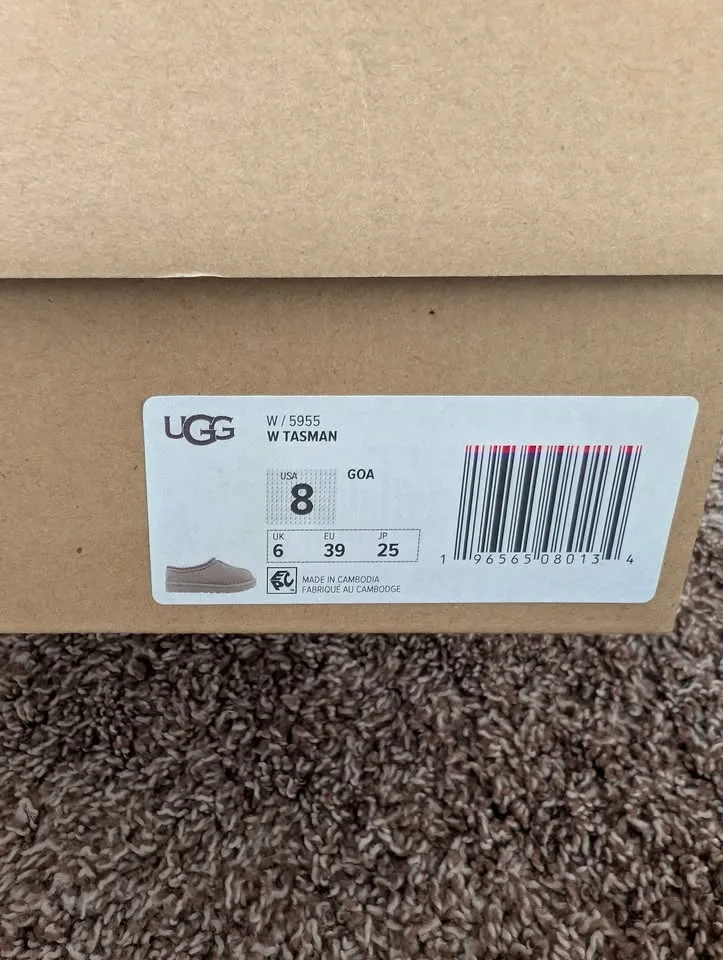 UGG
W / 5955
W TASMAN
USA
8
GOA
UK EU JP
6 39 25
MADE IN CAMBODIA
FABRIQUÉ AU CAMBODGE
1 96565 08013 4